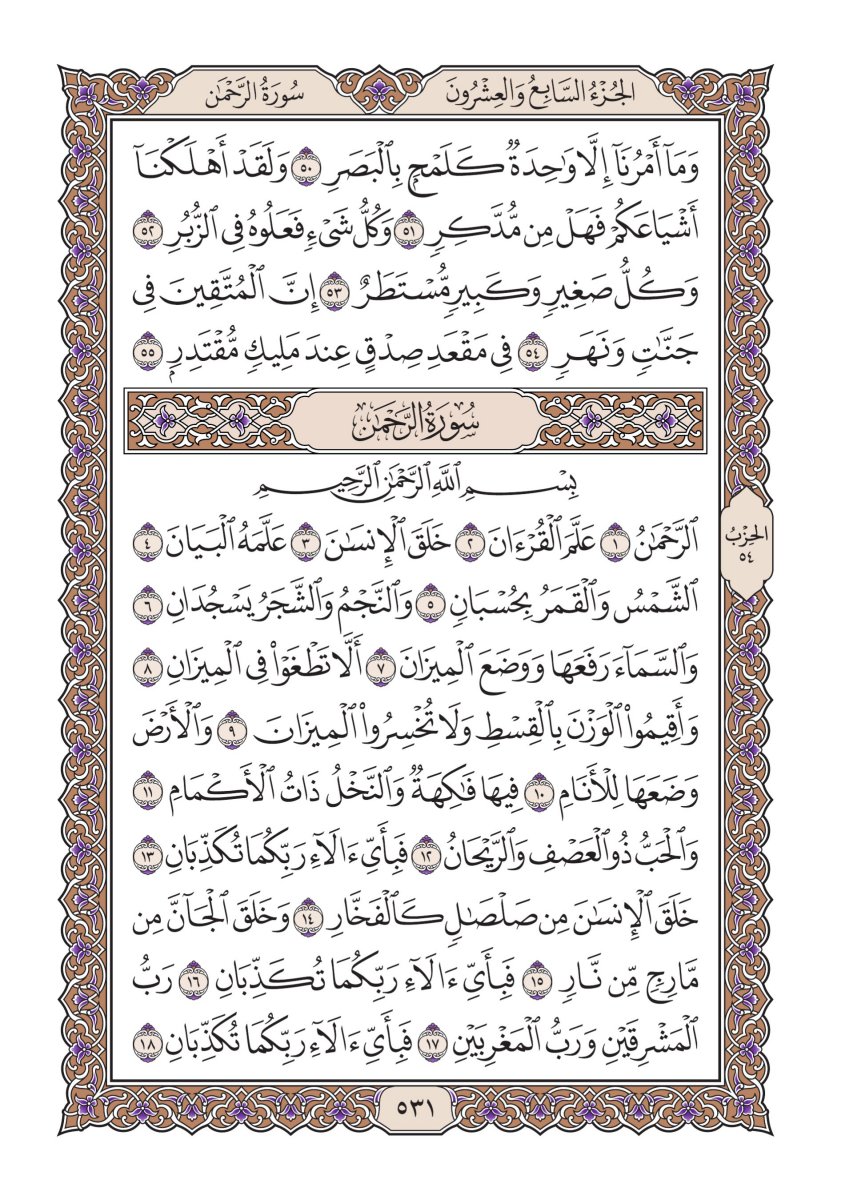 الجُزْءُ السَّابِعُ وَالعِشْرُونَ
سُورَةُ الرَّحْمَٰن
وَمَآ أَمْرُنَآ إِلَّا وَٰحِدَةٌ كَلَمْحِۭ بِٱلْبَصَرِ ٥٠ وَلَقَدْ أَهْلَكْنَآ
أَشْيَاعَكُمْ فَهَلْ مِن مُّدَّكِرٍ ٥١ وَكُلُّ شَىْءٍ فَعَلُوهُ فِى ٱلزُّبُرِ ٥٢
وَكُلُّ صَغِيرٍ وَكَبِيرٍ مُّسْتَطَرٌ ٥٣ إِنَّ ٱلْمُتَّقِينَ فِى
جَنَّٰتٍ وَنَهَرٍ ٥٤ فِى مَقْعَدِ صِدْقٍ عِندَ مَلِيكٍ مُّقْتَدِرٍۭ ٥٥
سُورَةُ الرَّحْمَٰن
بِسْمِ ٱللَّهِ ٱلرَّحْمَٰنِ ٱلرَّحِيمِ
ٱلرَّحْمَٰنُ ١ عَلَّمَ ٱلْقُرْءَانَ ٢ خَلَقَ ٱلْإِنسَٰنَ ٣ عَلَّمَهُ ٱلْبَيَانَ ٤
ٱلشَّمْسُ وَٱلْقَمَرُ بِحُسْبَانٍ ٥ وَٱلنَّجْمُ وَٱلشَّجَرُ يَسْجُدَانِ ٦
وَٱلسَّمَآءَ رَفَعَهَا وَوَضَعَ ٱلْمِيزَانَ ٧ أَلَّا تَطْغَوْا۟ فِى ٱلْمِيزَانِ ٨
وَأَقِيمُوا۟ ٱلْوَزْنَ بِٱلْقِسْطِ وَلَا تُخْسِرُوا۟ ٱلْمِيزَانَ ٩ وَٱلْأَرْضَ
وَضَعَهَا لِلْأَنَامِ ١٠ فِيهَا فَٰكِهَةٌ وَٱلنَّخْلُ ذَاتُ ٱلْأَكْمَامِ ١١
وَٱلْحَبُّ ذُو ٱلْعَصْفِ وَٱلرَّيْحَانُ ١٢ فَبِأَىِّ ءَالَآءِ رَبِّكُمَا تُكَذِّبَانِ ١٣
خَلَقَ ٱلْإِنسَٰنَ مِن صَلْصَٰلٍ كَٱلْفَخَّارِ ١٤ وَخَلَقَ ٱلْجَآنَّ مِن
مَّارِجٍ مِّن نَّارٍ ١٥ فَبِأَىِّ ءَالَآءِ رَبِّكُمَا تُكَذِّبَانِ ١٦ رَبُّ
ٱلْمَشْرِقَيْنِ وَرَبُّ ٱلْمَغْرِبَيْنِ ١٧ فَبِأَىِّ ءَالَآءِ رَبِّكُمَا تُكَذِّبَانِ ١٨
الحِزْبُ
٥٤
٥٣١